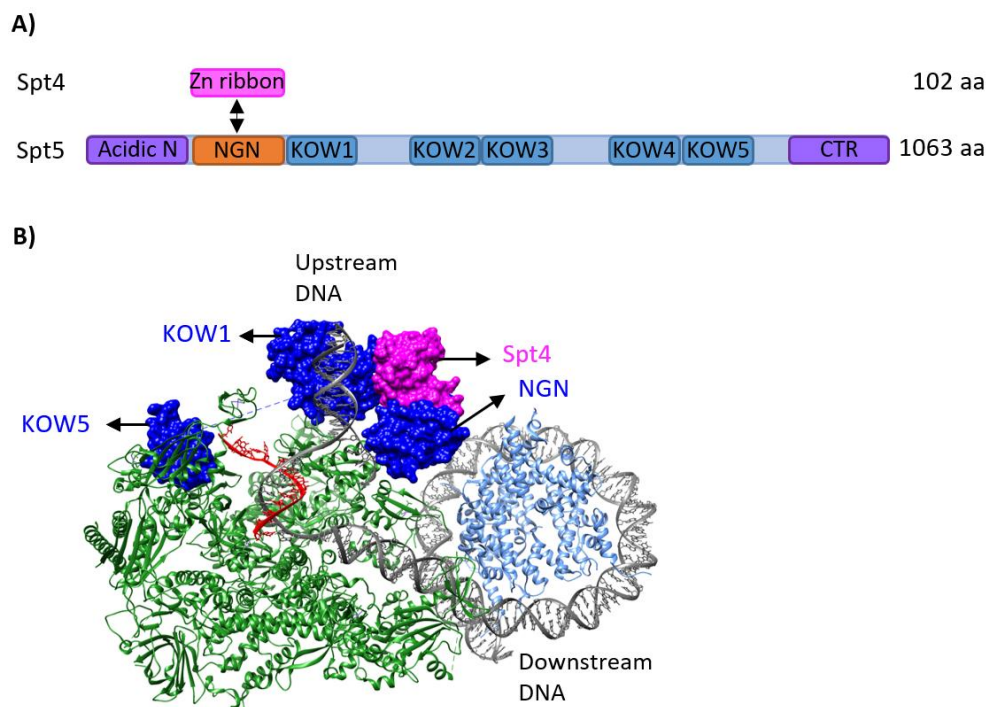 A)
Spt4 Zn ribbon 102 aa
Spt5 Acidic N NGN KOW1 KOW2 KOW3 KOW4 KOW5 CTR 1063 aa
B)
Upstream
DNA
KOW1
Spt4
NGN
KOW5
Downstream
DNA